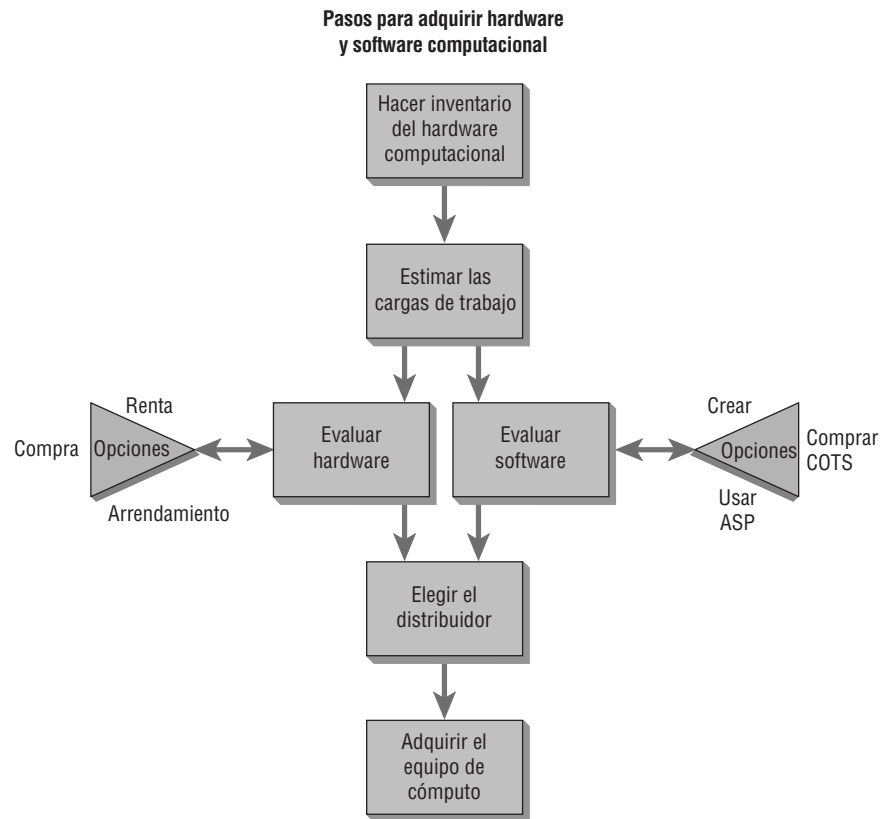 Pasos para adquirir hardware
y software computacional
Hacer inventario
del hardware
computacional
Estimar las
cargas de trabajo
Renta
Compra
Opciones
Arrendamiento
Evaluar
hardware
Evaluar
software
Crear
Opciones
Comprar
COTS
Usar
ASP
Elegir el
distribuidor
Adquirir el
equipo de
cómputo